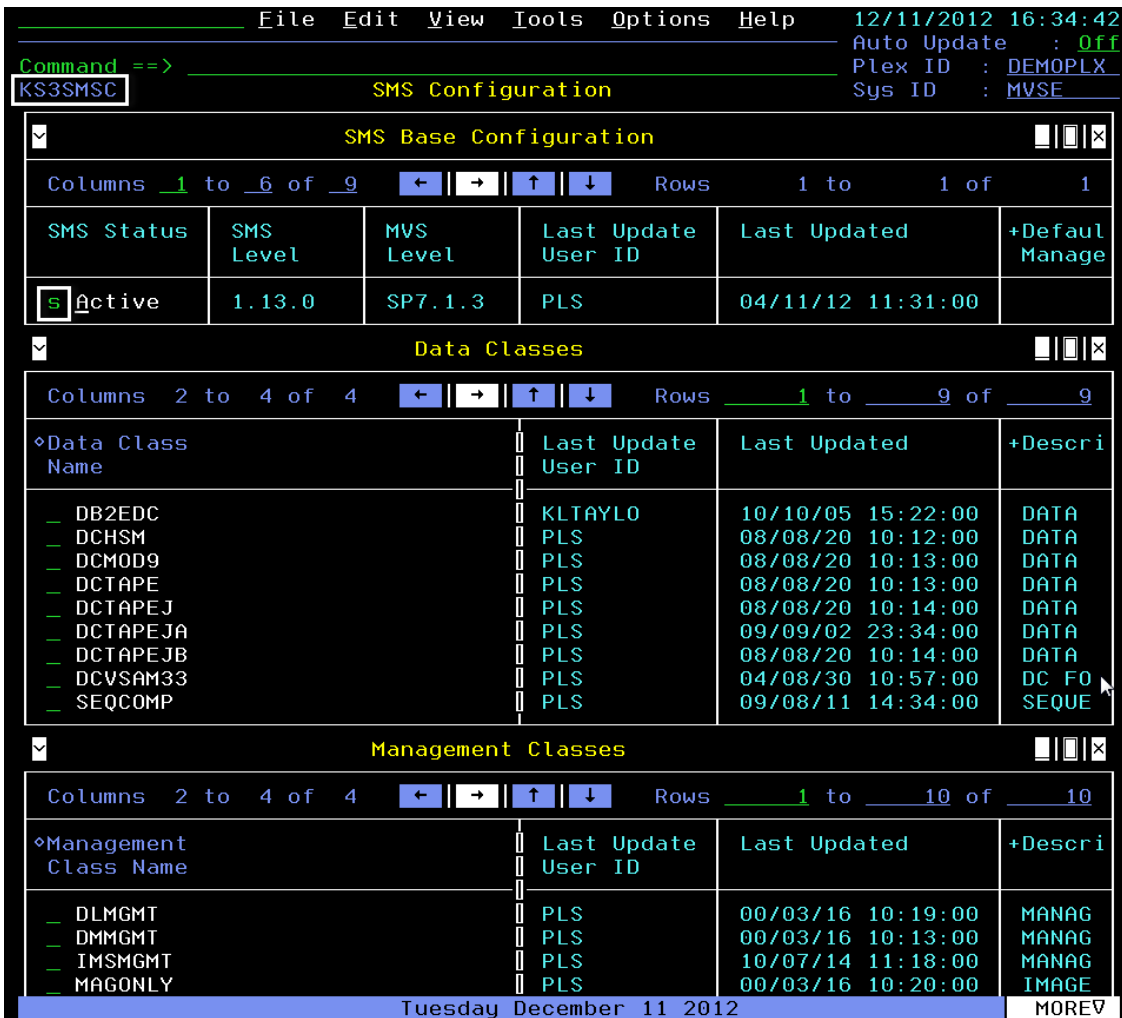 File Edit View Tools Options Help 12/11/2012 16:34:42
Auto Update : Off
Command ==> Plex ID : DEMOPLX
KS3SMSC SMS Configuration Sys ID : MVSE
SMS Base Configuration
Columns 1 to 6 of 9 ← → ↑ ↓ Rows 1 to 1 of 1
SMS Status SMS MVS Last Update Last Updated +Defaul
Level Level User ID Manage
s Active 1.13.0 SP7.1.3 PLS 04/11/12 11:31:00
Data Classes
Columns 2 to 4 of 4 ← → ↑ ↓ Rows 1 to 9 of 9
◇Data Class Last Update Last Updated +Descri
Name User ID
_ DB2EDC KLTAYLO 10/10/05 15:22:00 DATA
_ DCHSM PLS 08/08/20 10:12:00 DATA
_ DCMOD9 PLS 08/08/20 10:13:00 DATA
_ DCTAPE PLS 08/08/20 10:13:00 DATA
_ DCTAPEJ PLS 08/08/20 10:14:00 DATA
_ DCTAPEJA PLS 09/09/02 23:34:00 DATA
_ DCTAPEJB PLS 08/08/20 10:14:00 DATA
_ DCVSAM33 PLS 04/08/30 10:57:00 DC FO
_ SEQCOMP PLS 09/08/11 14:34:00 SEQUE
Management Classes
Columns 2 to 4 of 4 ← → ↑ ↓ Rows 1 to 10 of 10
◇Management Last Update Last Updated +Descri
Class Name User ID
_ DLMGMT PLS 00/03/16 10:19:00 MANAG
_ DMMGMT PLS 00/03/16 10:13:00 MANAG
_ IMSMGMT PLS 10/07/14 11:18:00 MANAG
_ MAGONLY PLS 00/03/16 10:20:00 IMAGE
Tuesday December 11 2012 MORE∇